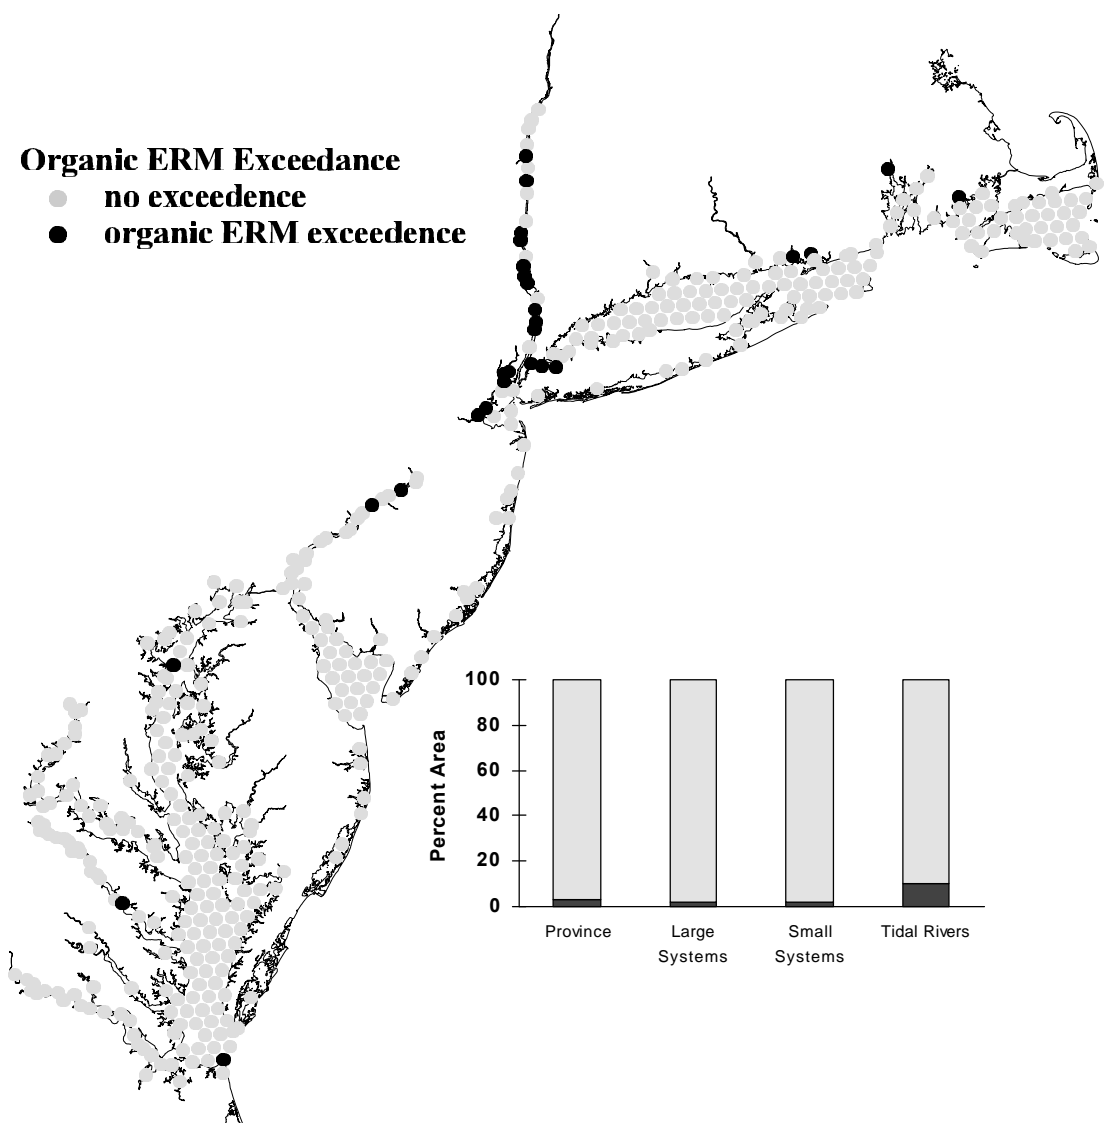 Organic ERM Exceedance
no exceedence
organic ERM exceedence
100
80
60
40
20
0
Percent Area
Province
Large
Systems
Small
Systems
Tidal Rivers